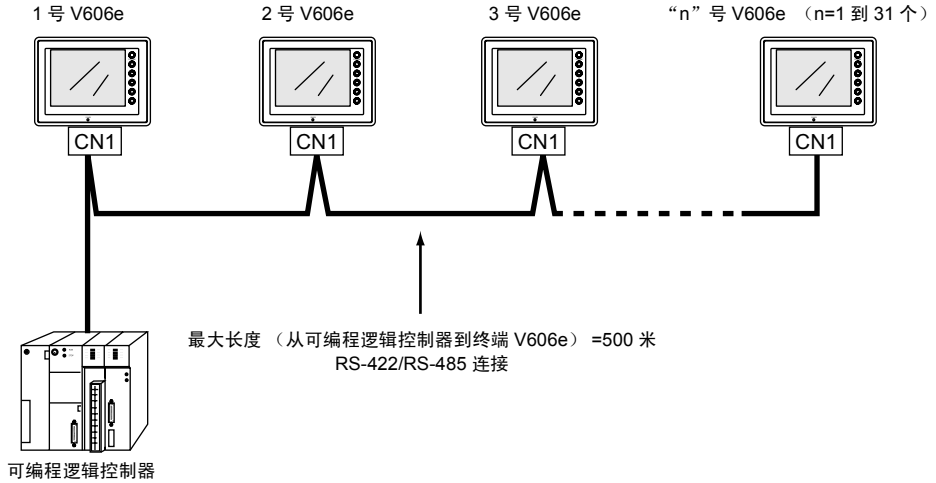 1 号 V606e
2 号 V606e
3 号 V606e
“n”号 V606e （n=1 到 31 个）
CN1
CN1
CN1
CN1
最大长度 （从可编程逻辑控制器到终端 V606e） =500 米
RS-422/RS-485 连接
可编程逻辑控制器